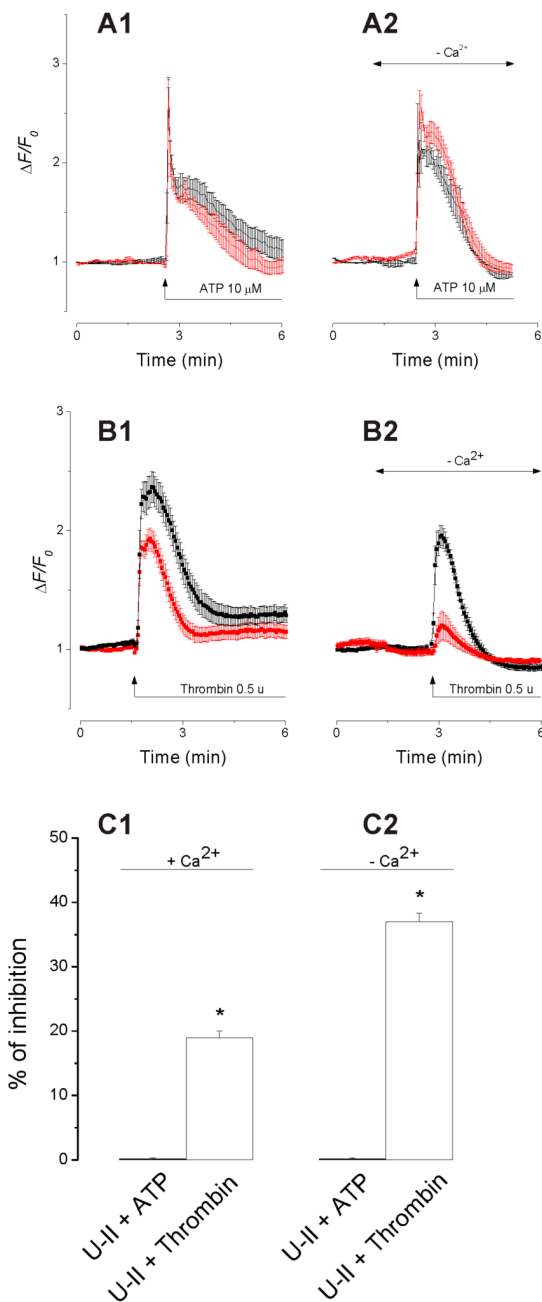 A1 A2
- Ca2+
3
2
1
ΔF/F0
ATP 10 μM ATP 10 μM
0 3 6 0 3 6
Time (min) Time (min)
B1 B2
- Ca2+
3
2
1
ΔF/F0
Thrombin 0.5 u Thrombin 0.5 u
0 3 6 0 3 6
Time (min) Time (min)
C1 C2
+ Ca2+ - Ca2+
50
40
30
20
10
0
* *
% of inhibition
U-II + ATP
U-II + Thrombin
U-II + ATP
U-II + Thrombin